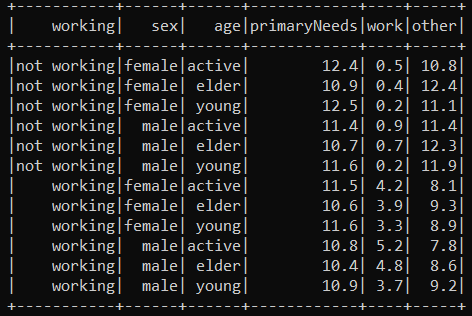 +-----------+------+------+------------+----+-----+
|    working|   sex|   age|primaryNeeds|work|other|
+-----------+------+------+------------+----+-----+
|not working|female|active|        12.4| 0.5| 10.8|
|not working|female| elder|        10.9| 0.4| 12.4|
|not working|female| young|        12.5| 0.2| 11.1|
|not working|  male|active|        11.4| 0.9| 11.4|
|not working|  male| elder|        10.7| 0.7| 12.3|
|not working|  male| young|        11.6| 0.2| 11.9|
|    working|female|active|        11.5| 4.2|  8.1|
|    working|female| elder|        10.6| 3.9|  9.3|
|    working|female| young|        11.6| 3.3|  8.9|
|    working|  male|active|        10.8| 5.2|  7.8|
|    working|  male| elder|        10.4| 4.8|  8.6|
|    working|  male| young|        10.9| 3.7|  9.2|
+-----------+------+------+------------+----+-----+